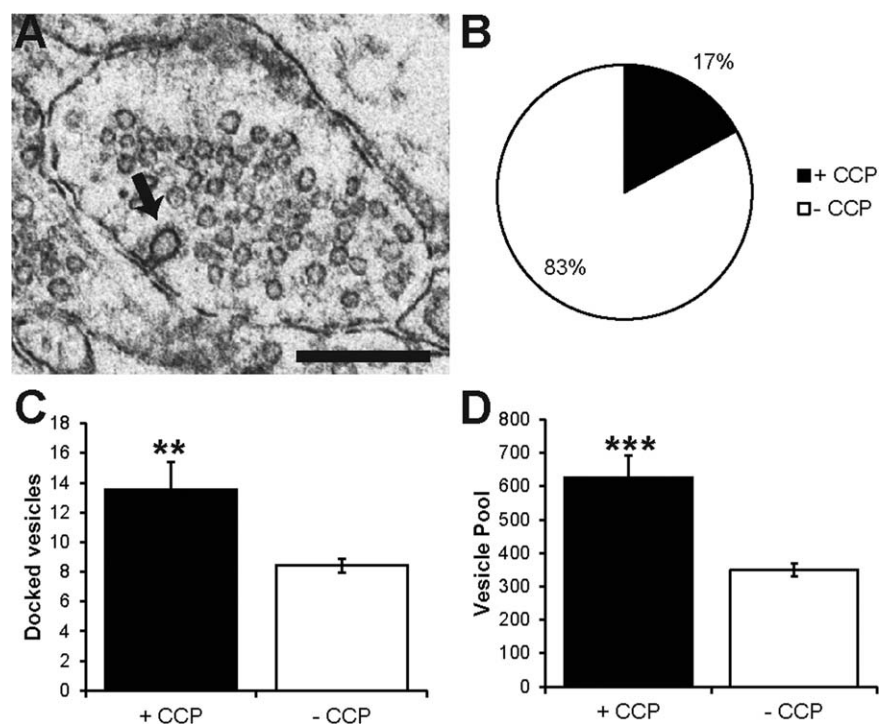 A
B
17%
83%
+ CCP
- CCP
C
Docked vesicles
18
16
14
12
10
8
6
4
2
0
**
+ CCP
- CCP
D
Vesicle Pool
800
700
600
500
400
300
200
100
0
***
+ CCP
- CCP